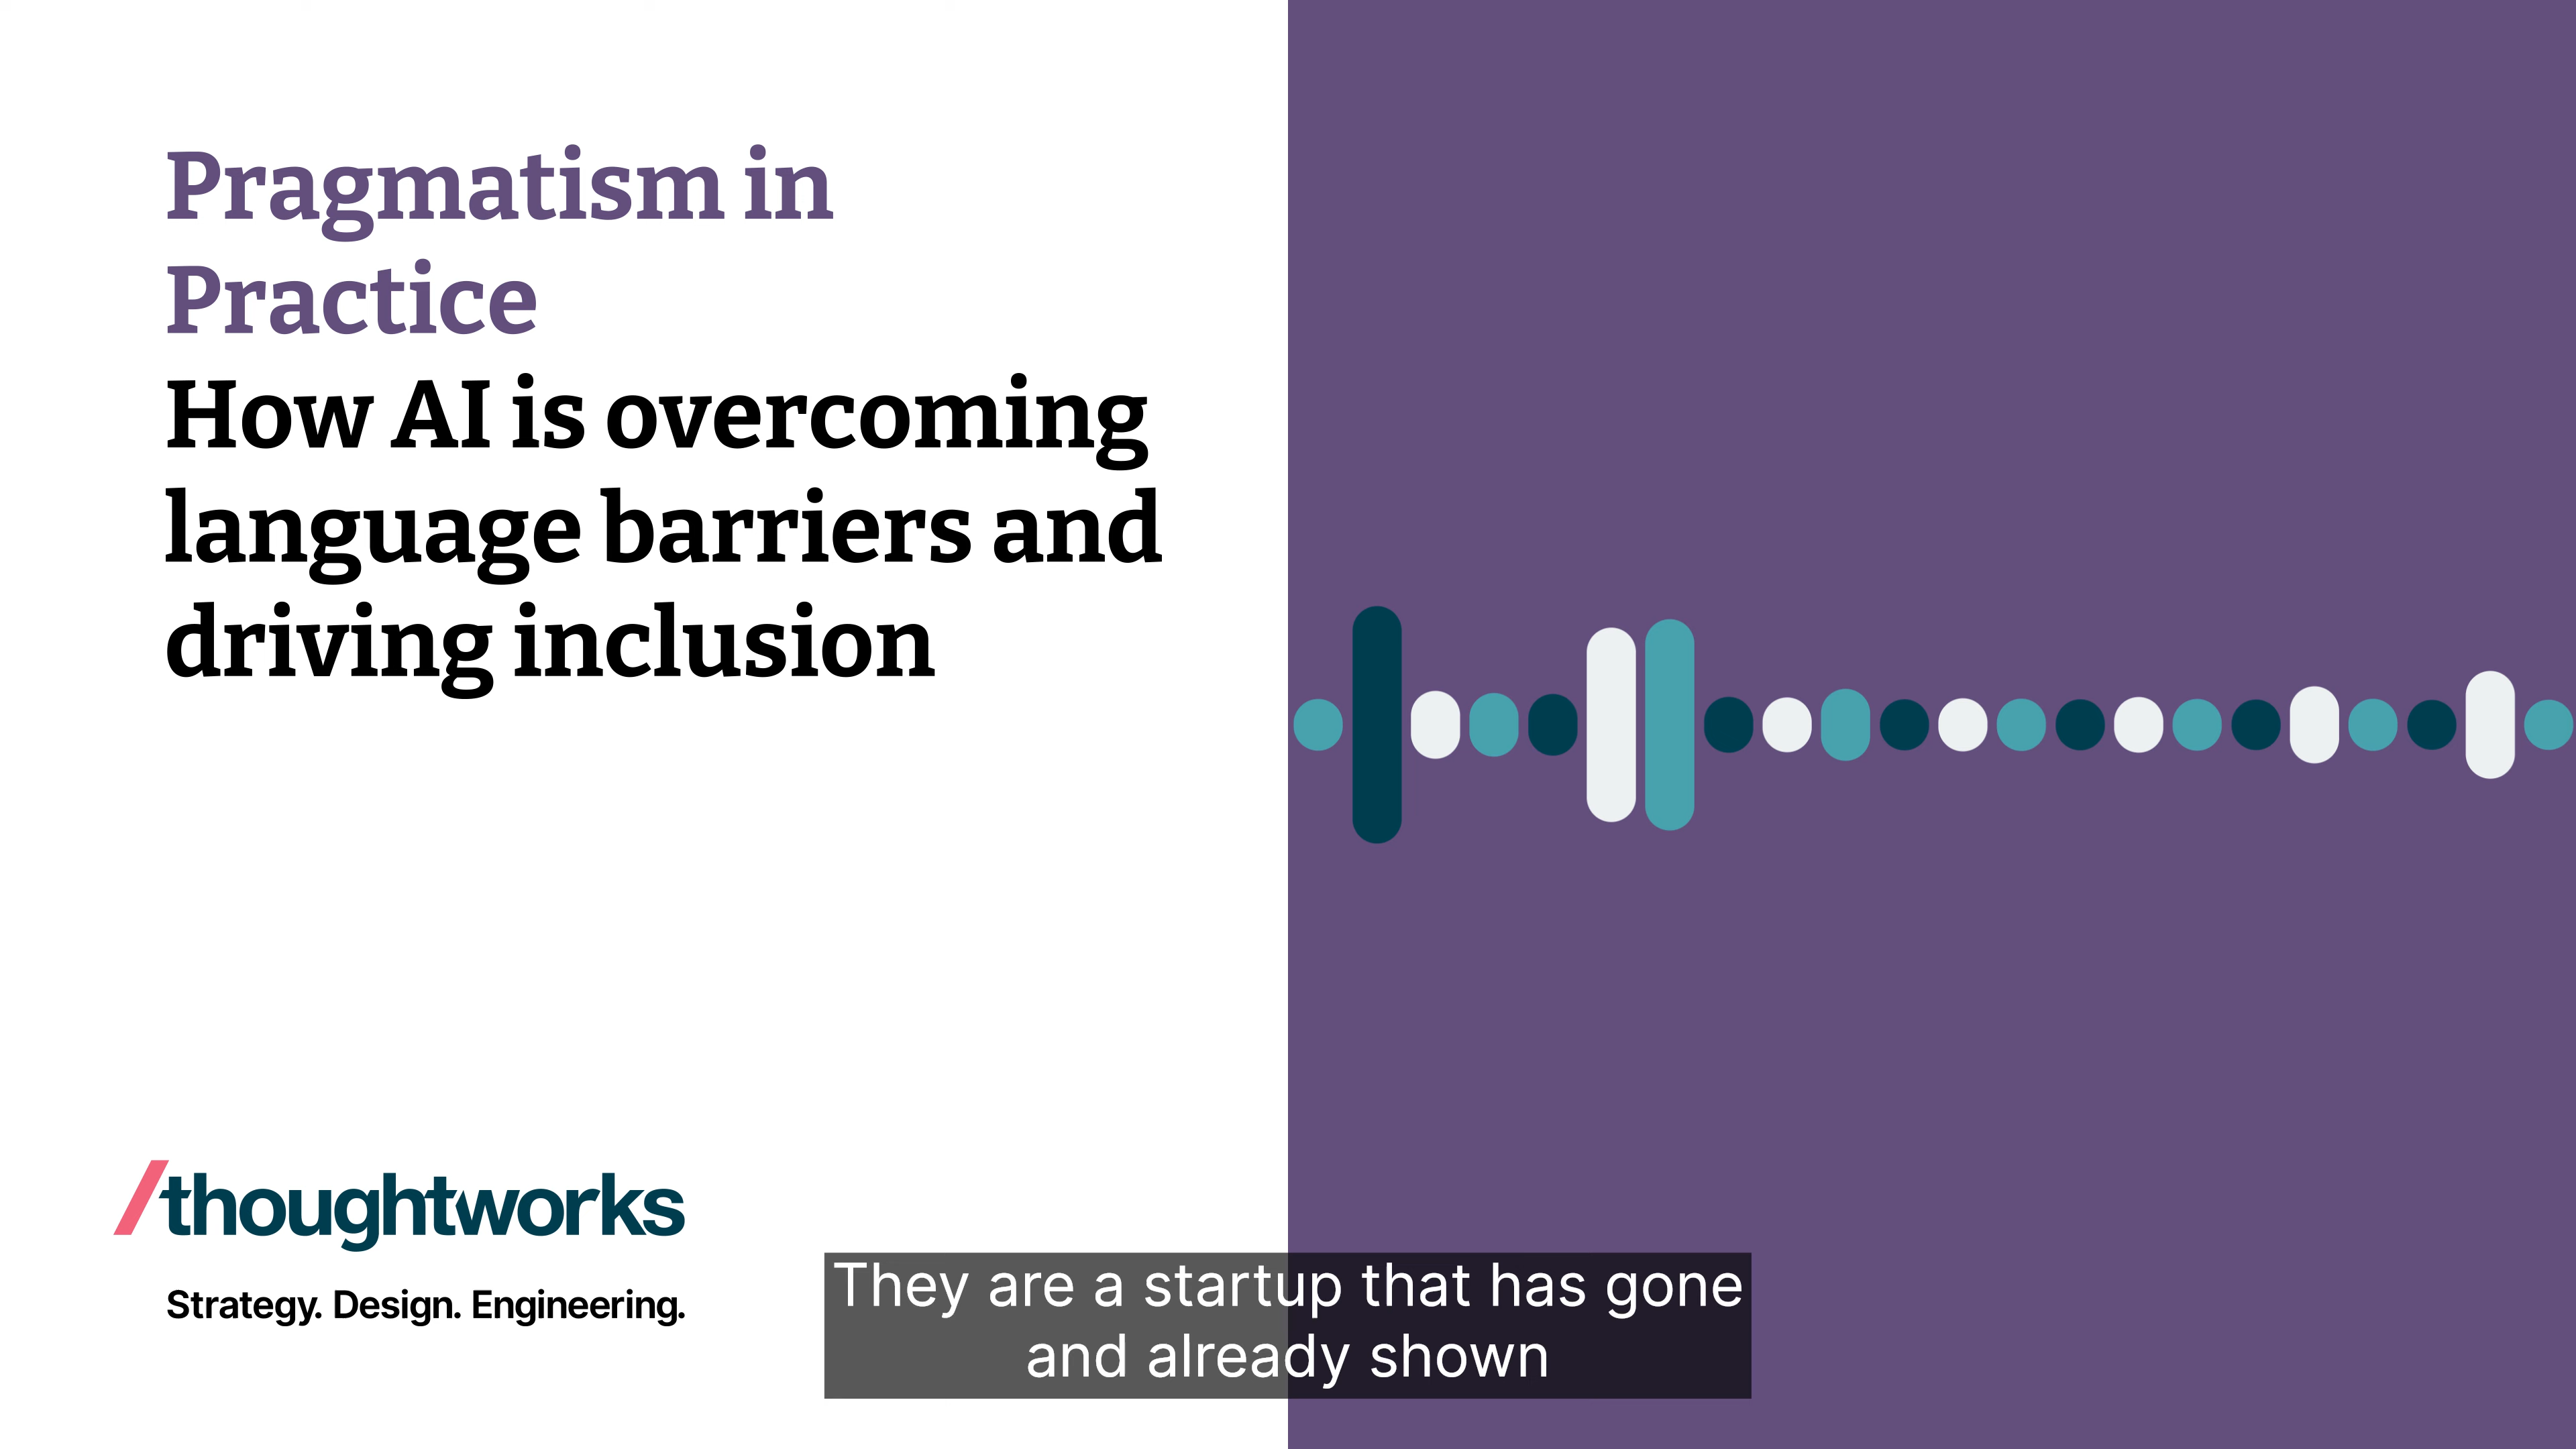 Pragmatism in
Practice
How AI is overcoming
language barriers and
driving inclusion
/thoughtworks
Strategy. Design. Engineering.
They are a startup that has gone
and already shown